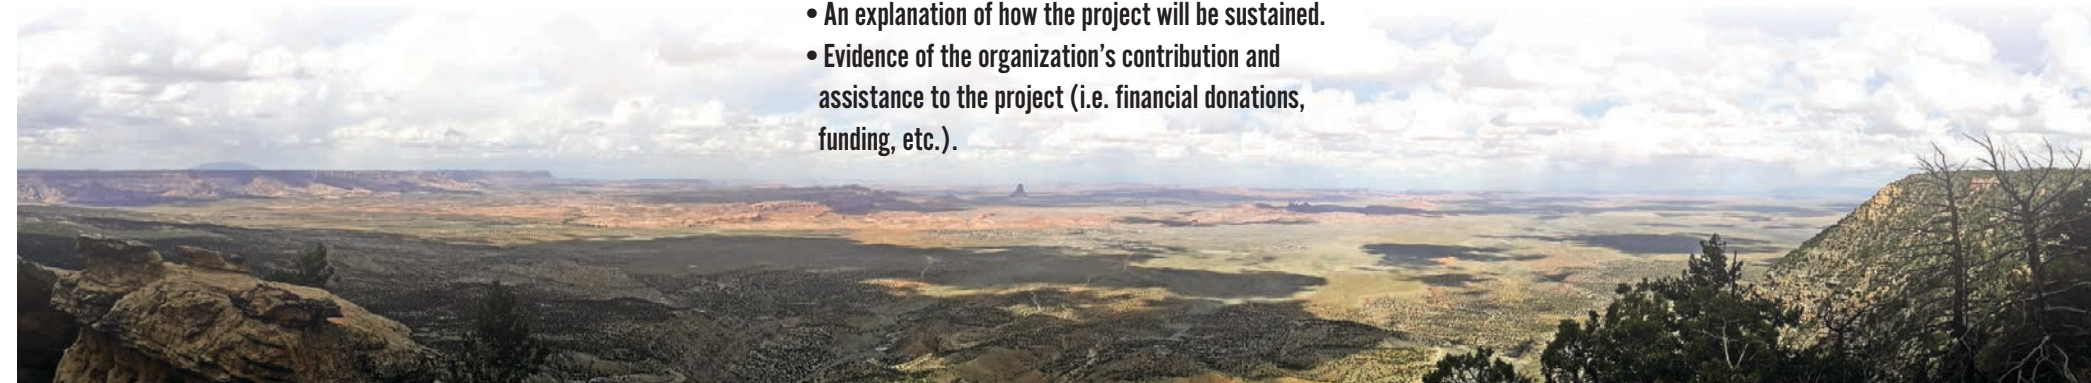 • An explanation of how the project will be sustained.
• Evidence of the organization’s contribution and
assistance to the project (i.e. financial donations,
funding, etc.).